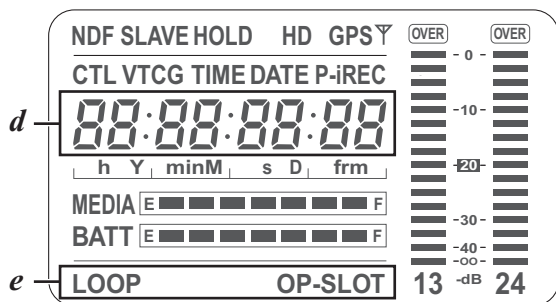 NDF SLAVE HOLD HD GPS
CTL VTCG TIME DATE P-iREC
d
88:88:88:88
h Y minM s D frm
MEDIA E F
BATT E F
e
LOOP OP-SLOT
OVER OVER
0
-10-
-20-
-30-
-40-
-∞-
13 -dB 24